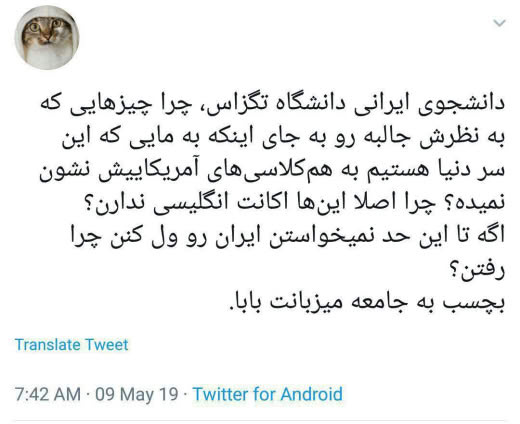 دانشجوی ایرانی دانشگاه تگزاس، چرا چیزهایی که
به نظرش جالبه رو به جای اینکه به مایی که این
سر دنیا هستیم به هم‌کلاسی‌های آمریکاییش نشون
نمیده؟ چرا اصلا این‌ها اکانت انگلیسی ندارن؟
اگه تا این حد نمیخواستن ایران رو ول کنن چرا
رفتن؟
بچسب به جامعه میزبانت بابا.
Translate Tweet
7:42 AM · 09 May 19 · Twitter for Android